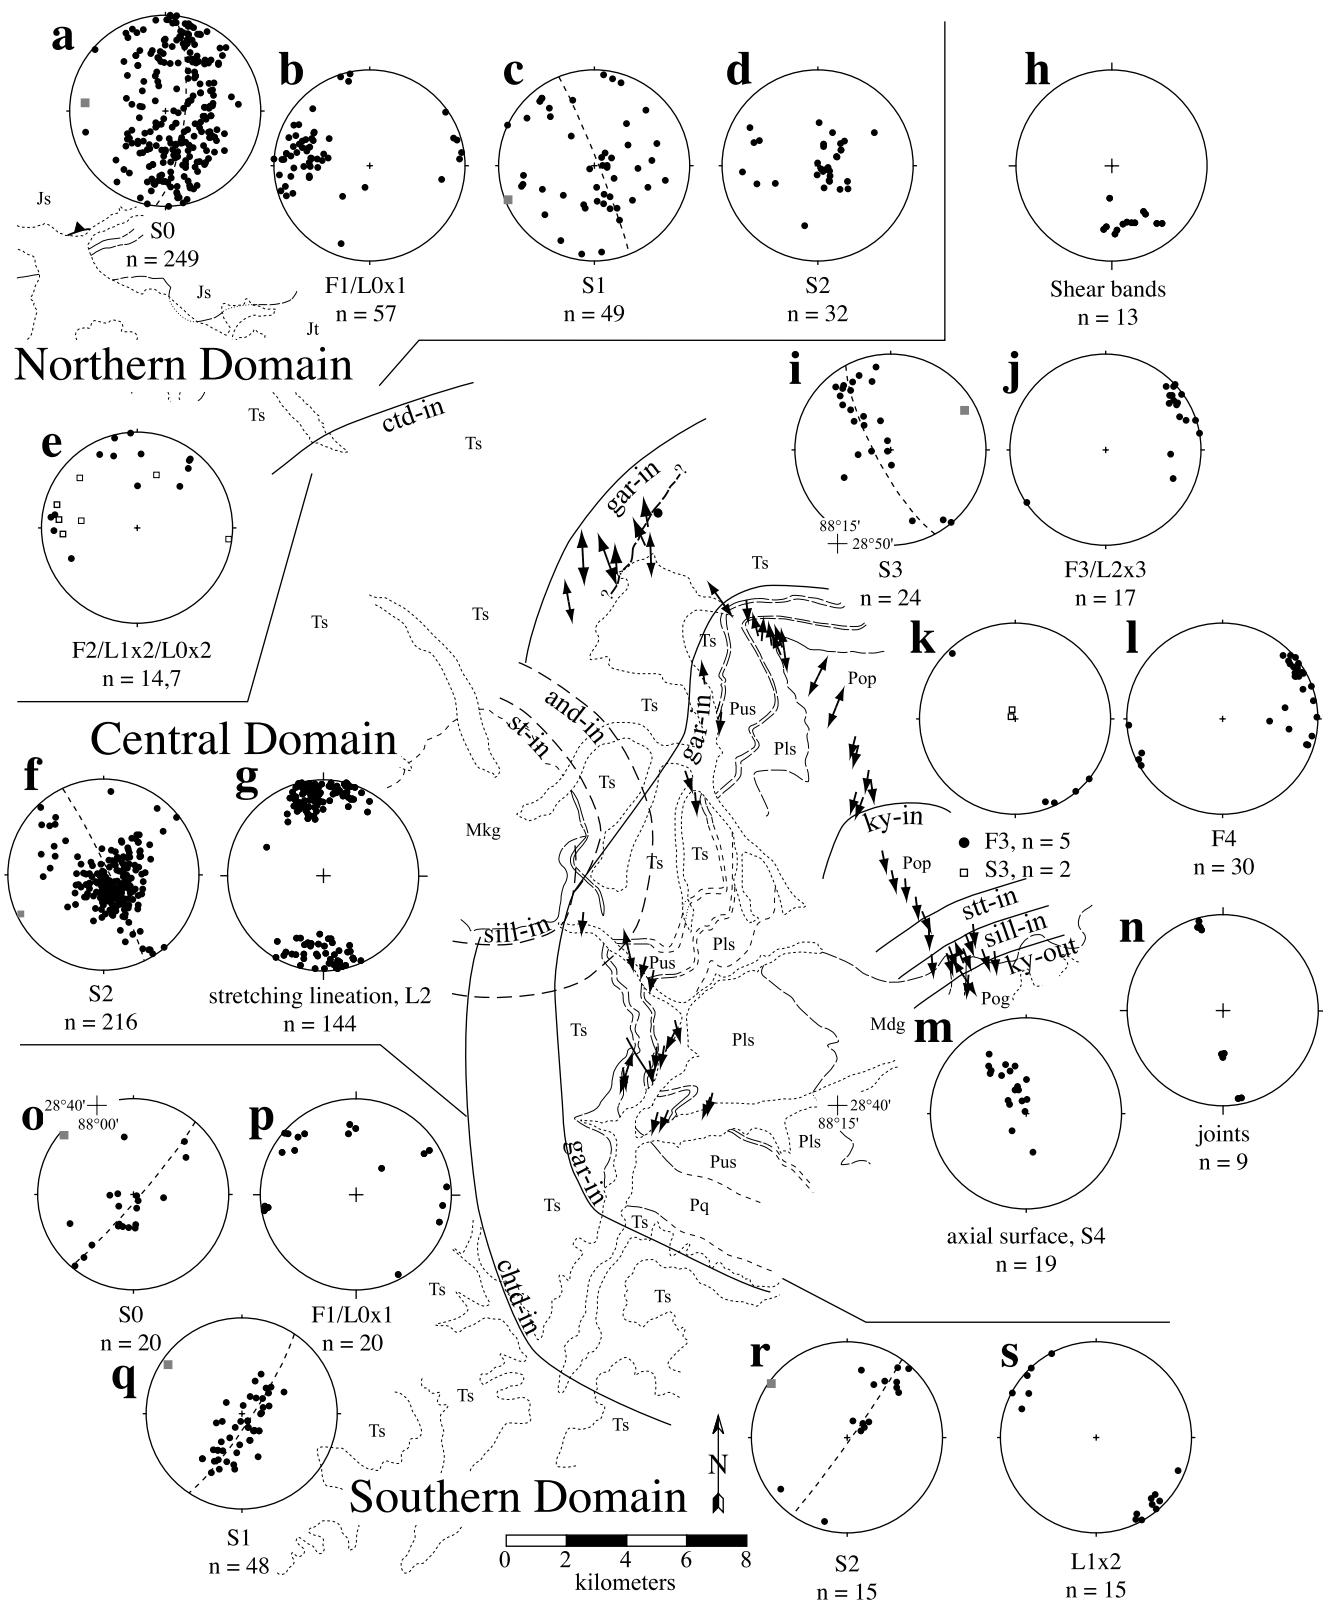 a
b
c
d
h
Js
S0
n = 249
F1/L0x1
n = 57
S1
n = 49
S2
n = 32
Shear bands
n = 13
Js
Jt
Northern Domain
i
j
Ts
ctd-in
Ts
e
gar-in
?
88°15'
28°50'
S3
n = 24
F3/L2x3
n = 17
Ts
?
Ts
Ts
Ts
F2/L1x2/L0x2
n = 14,7
k
l
Pop
Ts
Pus
and-in
st-in
gar-in
Pls
Central Domain
f
g
Ts
Mkg
ky-in
F3, n = 5
S3, n = 2
F4
n = 30
Ts
Ts
Pop
stt-in
sill-in
ky-out
n
sill-in
Pls
Pus
S2
n = 216
stretching lineation, L2
n = 144
Pog
Mdg
m
Ts
Pls
o
28°40'
88°00'
p
28°40'
88°15'
Pls
joints
n = 9
gar-in
Pus
Ts
Pq
Ts
axial surface, S4
n = 19
S0
n = 20
F1/L0x1
n = 20
chtd-in
Ts
Ts
q
r
s
Ts
Ts
Ts
N
Southern Domain
S1
n = 48
0 2 4 6 8
kilometers
S2
n = 15
L1x2
n = 15